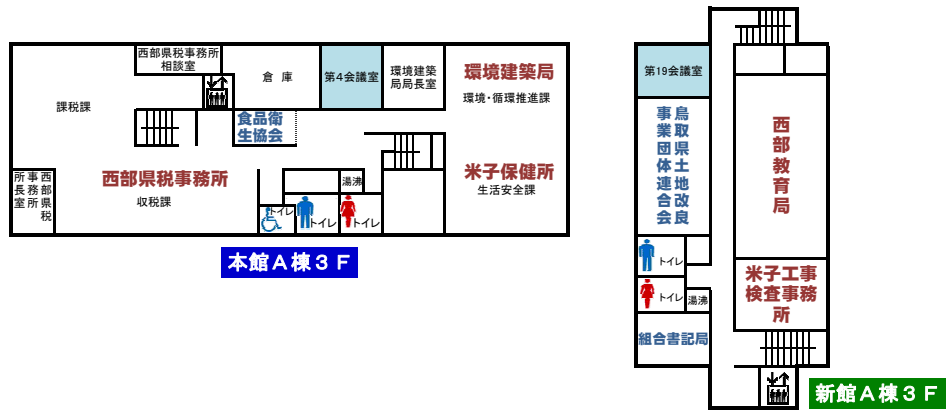 西部県税事務所
相談室
倉 庫
第4会議室
環境建築
局局長室
環境建築局
環境・循環推進課
課税課
食品衛
生協会
西部県税事務所
収税課
西部県税
事務所
所長室
湯沸
トイレ
トイレ
トイレ
米子保健所
生活安全課
本館A棟3F
第19会議室
鳥取県土地改良
事業団体連合会
西部教育局
トイレ
トイレ
湯沸
組合書記局
米子工事
検査事務
所
新館A棟3F